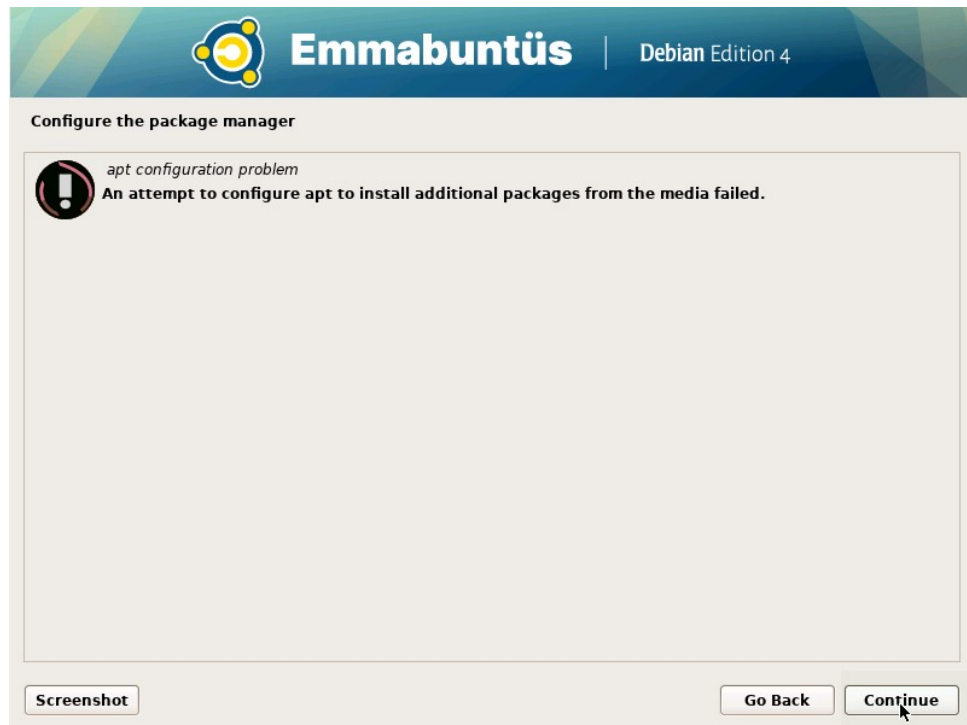 Emmabuntüs | Debian Edition 4
Configure the package manager
apt configuration problem
An attempt to configure apt to install additional packages from the media failed.
Screenshot Go Back Continue